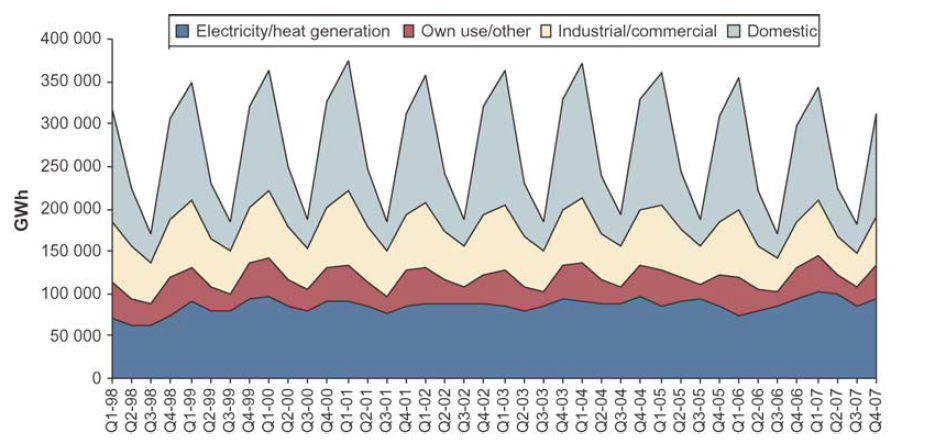 Electricity/heat generation Own use/other Industrial/commercial Domestic
400 000
350 000
300 000
250 000
200 000
150 000
100 000
50 000
0
GWh
Q1-98
Q2-98
Q3-98
Q4-98
Q1-99
Q2-99
Q3-99
Q4-99
Q1-00
Q2-00
Q3-00
Q4-00
Q1-01
Q2-01
Q3-01
Q4-01
Q1-02
Q2-02
Q3-02
Q4-02
Q1-03
Q2-03
Q3-03
Q4-03
Q1-04
Q2-04
Q3-04
Q4-04
Q1-05
Q2-05
Q3-05
Q4-05
Q1-06
Q2-06
Q3-06
Q4-06
Q1-07
Q2-07
Q3-07
Q4-07